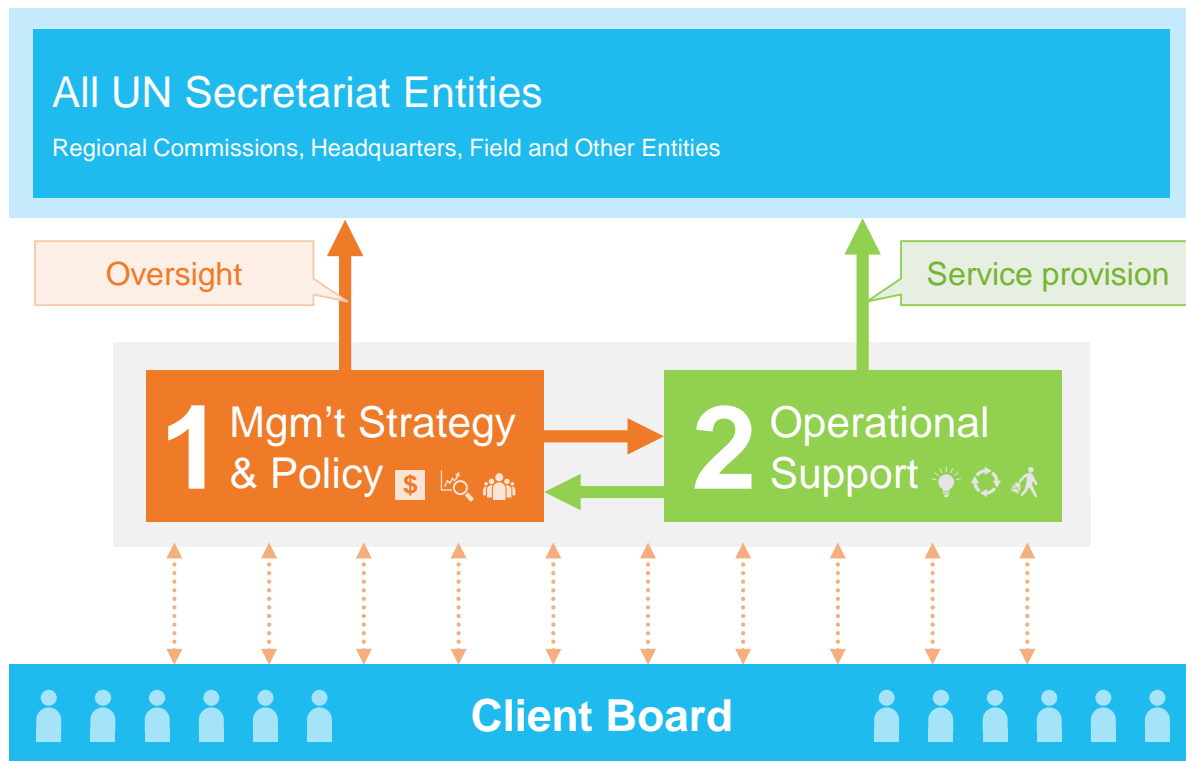 All UN Secretariat Entities
Regional Commissions, Headquarters, Field and Other Entities
Oversight
Service provision
1
Mgm't Strategy
& Policy $
2
Operational
Support
Client Board